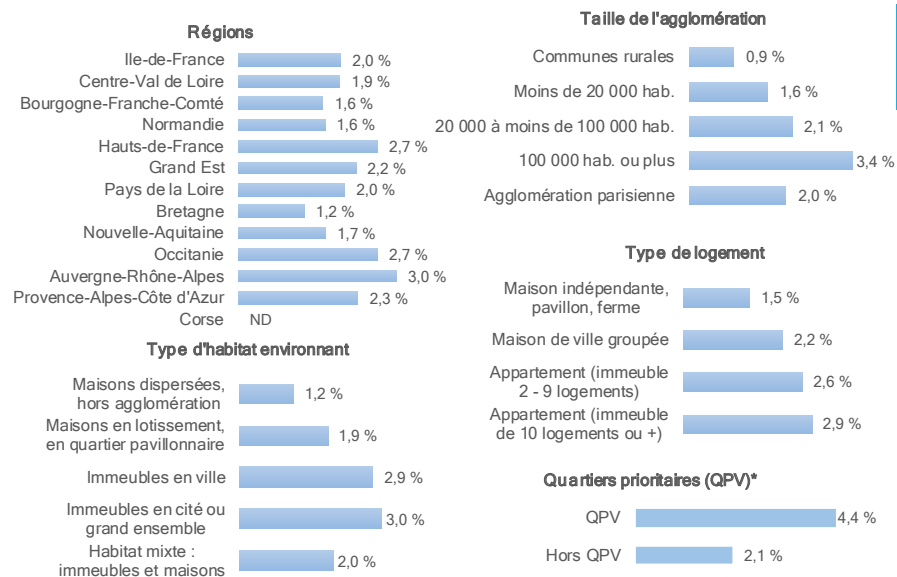 Régions
Ile-de-France 2,0 %
Centre-Val de Loire 1,9 %
Bourgogne-Franche-Comté 1,6 %
Normandie 1,6 %
Hauts-de-France 2,7 %
Grand Est 2,2 %
Pays de la Loire 2,0 %
Bretagne 1,2 %
Nouvelle-Aquitaine 1,7 %
Occitanie 2,7 %
Auvergne-Rhône-Alpes 3,0 %
Provence-Alpes-Côte d'Azur 2,3 %
Corse ND
Type d'habitat environnant
Maisons dispersées,
hors agglomération 1,2 %
Maisons en lotissement,
en quartier pavillonnaire 1,9 %
Immeubles en ville 2,9 %
Immeubles en cité ou
grand ensemble 3,0 %
Habitat mixte :
immeubles et maisons 2,0 %
Taille de l'agglomération
Communes rurales 0,9 %
Moins de 20 000 hab. 1,6 %
20 000 à moins de 100 000 hab. 2,1 %
100 000 hab. ou plus 3,4 %
Agglomération parisienne 2,0 %
Type de logement
Maison indépendante,
pavillon, ferme 1,5 %
Maison de ville groupée 2,2 %
Appartement (immeuble
2 - 9 logements) 2,6 %
Appartement (immeuble
de 10 logements ou +) 2,9 %
Quartiers prioritaires (QPV)*
QPV 4,4 %
Hors QPV 2,1 %